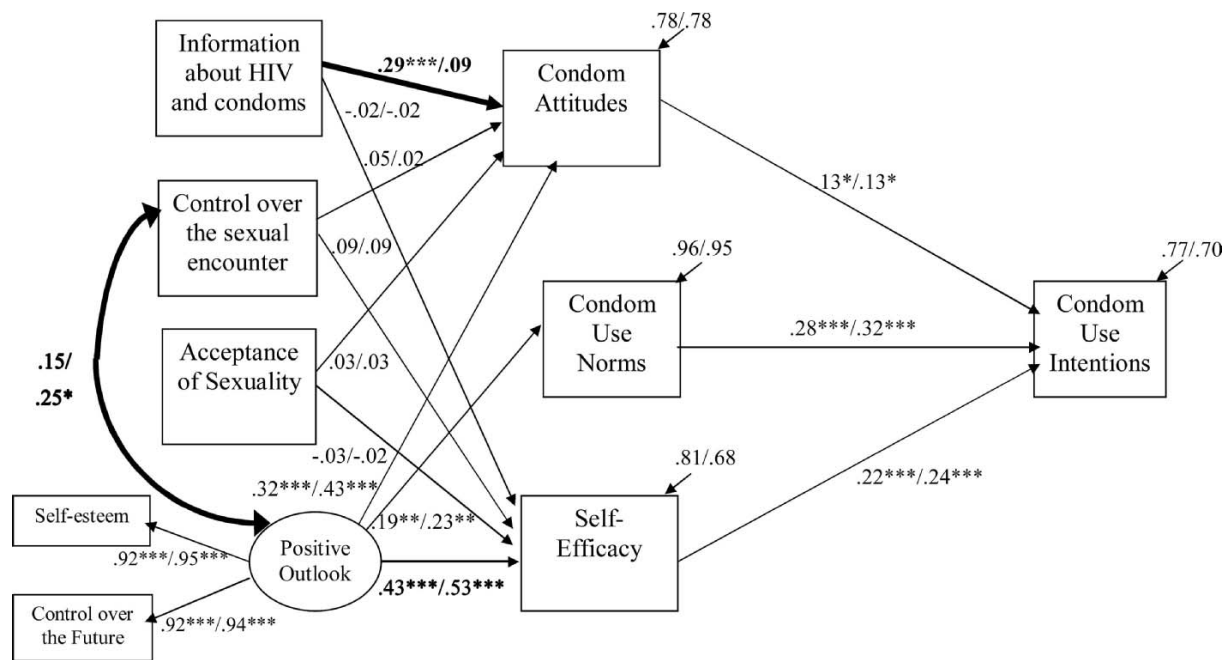 Information
about HIV
and condoms
.29***/.09
Condom
Attitudes
.78/.78
-.02/-.02
.05/.02
Control over
the sexual
encounter
.09/.09
.13*/.13*
.96/.95
.77/.70
Condom
Use
Norms
.28***/.32***
Condom
Use
Intentions
Acceptance
of Sexuality
.03/.03
.15/
.25*
-.03/-.02
.81/.68
.22***/.24***
.32***/.43***
.19**/.23**
Self-esteem
.92***/.95***
Positive
Outlook
.43***/.53***
Self-
Efficacy
Control over
the Future
.92***/.94***